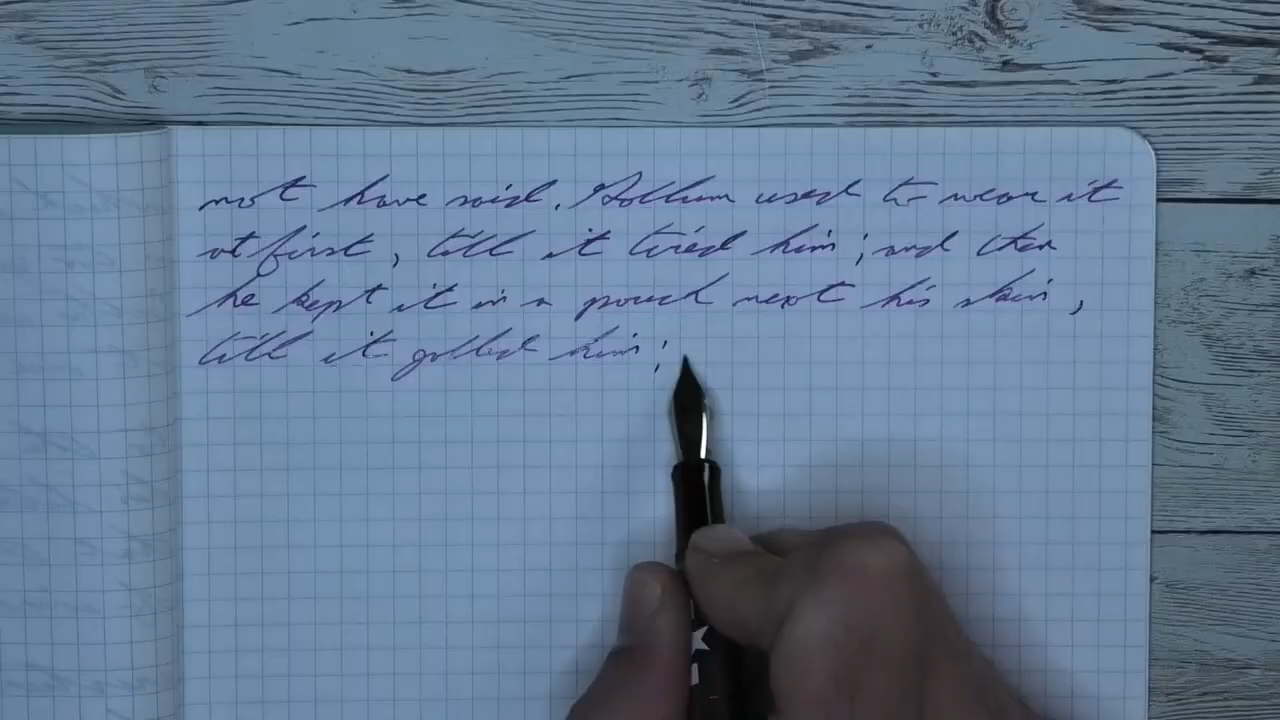 not have said. Gollum used to wear it
at first, till it tired him; and then
he kept it in a pouch next his skin,
till it galled him;